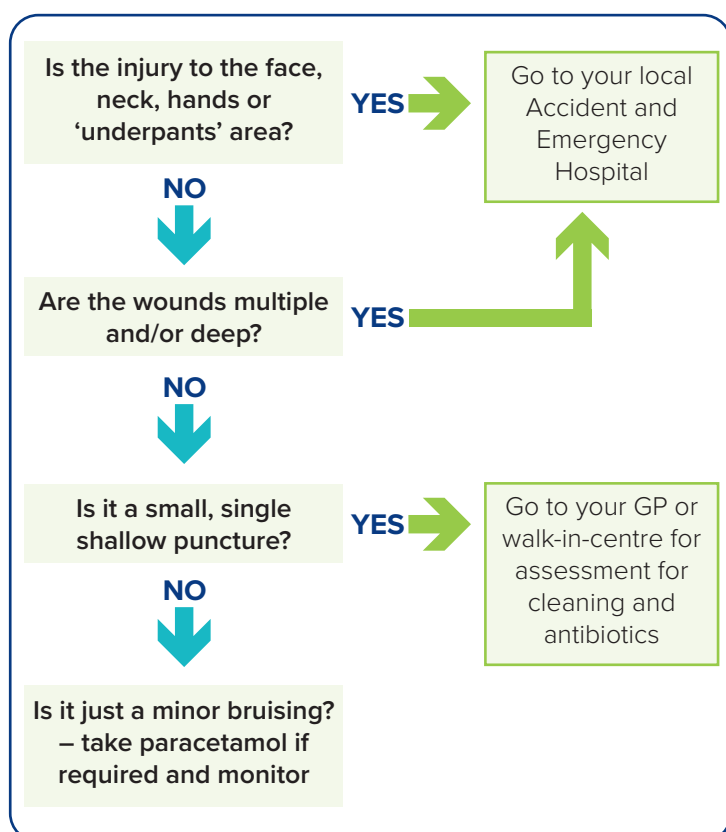 Is the injury to the face,
neck, hands or
‘underpants’ area?
YES
Go to your local
Accident and
Emergency
Hospital
NO
Are the wounds multiple
and/or deep?
YES
NO
Is it a small, single
shallow puncture?
YES
Go to your GP or
walk-in-centre for
assessment for
cleaning and
antibiotics
NO
Is it just a minor bruising?
– take paracetamol if
required and monitor